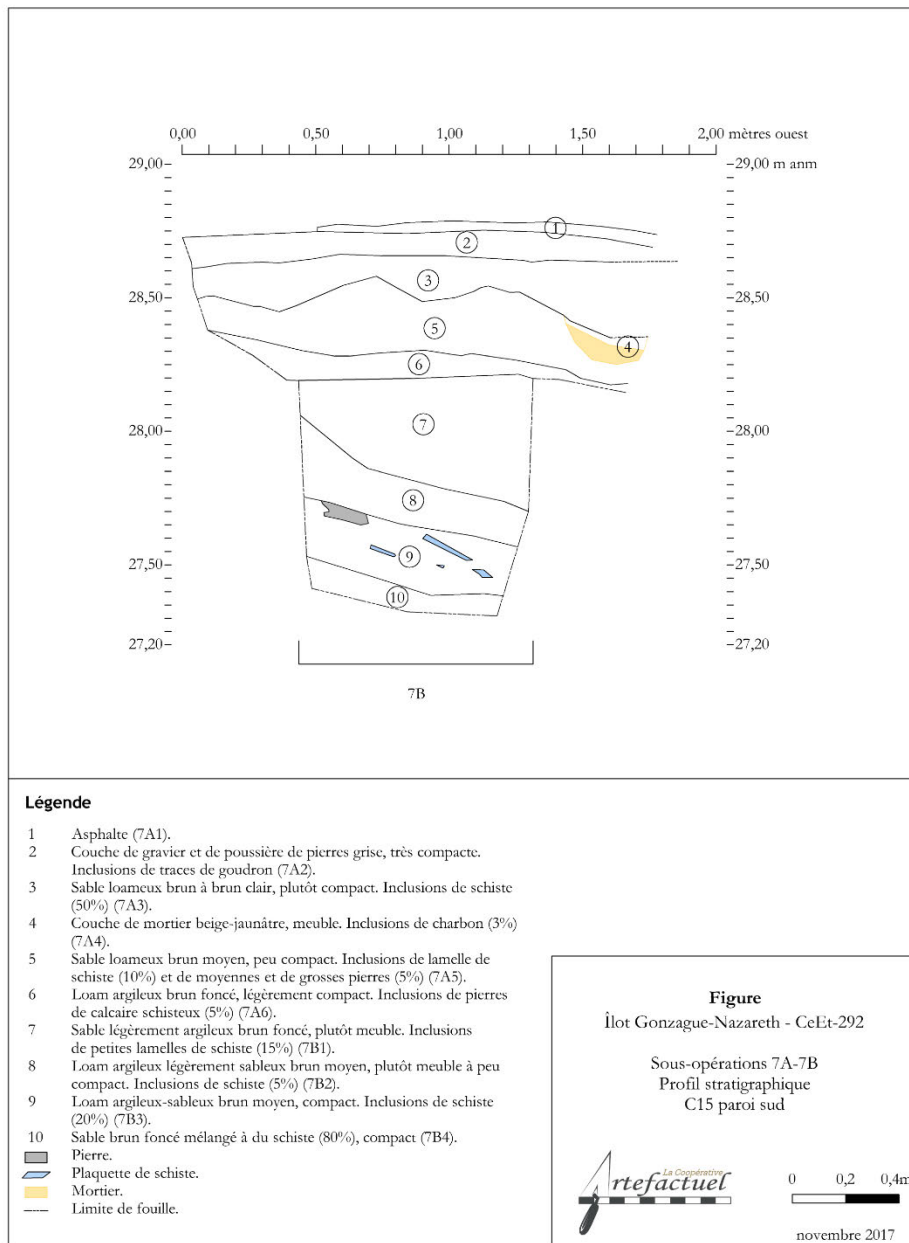 0,00 0,50 1,00 1,50 2,00 mètres ouest
29,00 29,00 m anm
1
2
3
28,50 28,50
5
4
6
7
28,00 28,00
8
9
27,50 27,50
10
27,20 27,20
7B
Légende
1 Asphalte (7A1).
2 Couche de gravier et de poussière de pierres grise, très compacte.
Inclusions de traces de goudron (7A2).
3 Sable loameux brun à brun clair, plutôt compact. Inclusions de schiste
(50%) (7A3).
4 Couche de mortier beige-jaunâtre, meuble. Inclusions de charbon (3%)
(7A4).
5 Sable loameux brun moyen, peu compact. Inclusions de lamelle de
schiste (10%) et de moyennes et de grosses pierres (5%) (7A5).
6 Loam argileux brun foncé, légèrement compact. Inclusions de pierres
de calcaire schisteux (5%) (7A6).
7 Sable légèrement argileux brun foncé, plutôt meuble. Inclusions
de petites lamelles de schiste (15%) (7B1).
8 Loam argileux légèrement sableux brun moyen, plutôt meuble à peu
compact. Inclusions de schiste (5%) (7B2).
9 Loam argileux-sableux brun moyen, compact. Inclusions de schiste
(20%) (7B3).
10 Sable brun foncé mélangé à du schiste (80%), compact (7B4).
Pierre.
Plaquette de schiste.
Mortier.
Limite de fouille.
Figure
Îlot Gonzague-Nazareth - CeEt-292
Sous-opérations 7A-7B
Profil stratigraphique
C15 paroi sud
La Coopérative
Artefactuel
0 0,2 0,4m
novembre 2017